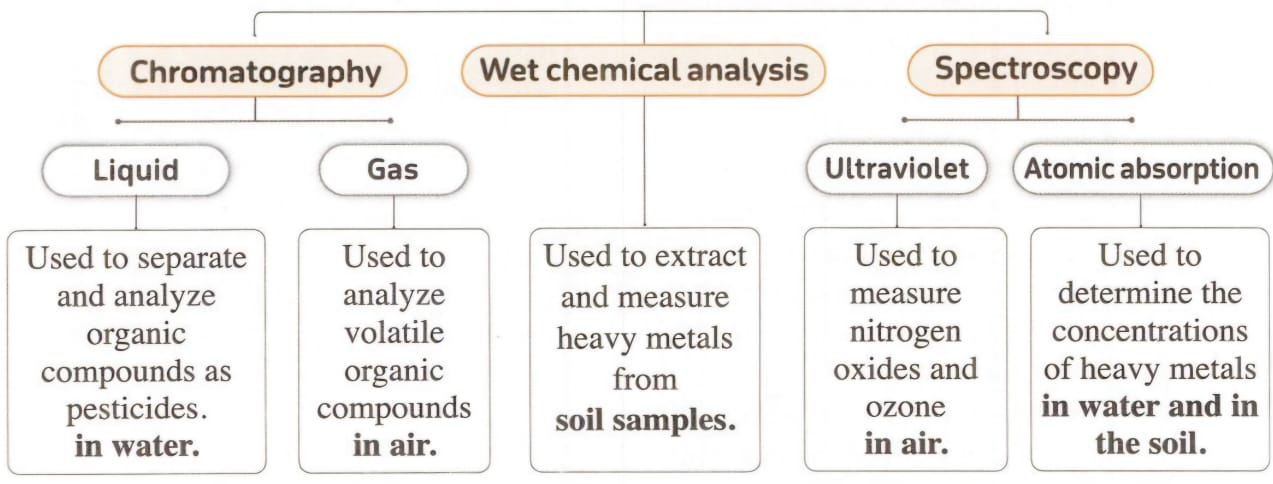 Chromatography
Wet chemical analysis
Spectroscopy
Liquid
Gas
Ultraviolet
Atomic absorption
Used to separate
and analyze
organic
compounds as
pesticides.
in water.
Used to
analyze
volatile
organic
compounds
in air.
Used to extract
and measure
heavy metals
from
soil samples.
Used to
measure
nitrogen
oxides and
ozone
in air.
Used to
determine the
concentrations
of heavy metals
in water and in
the soil.